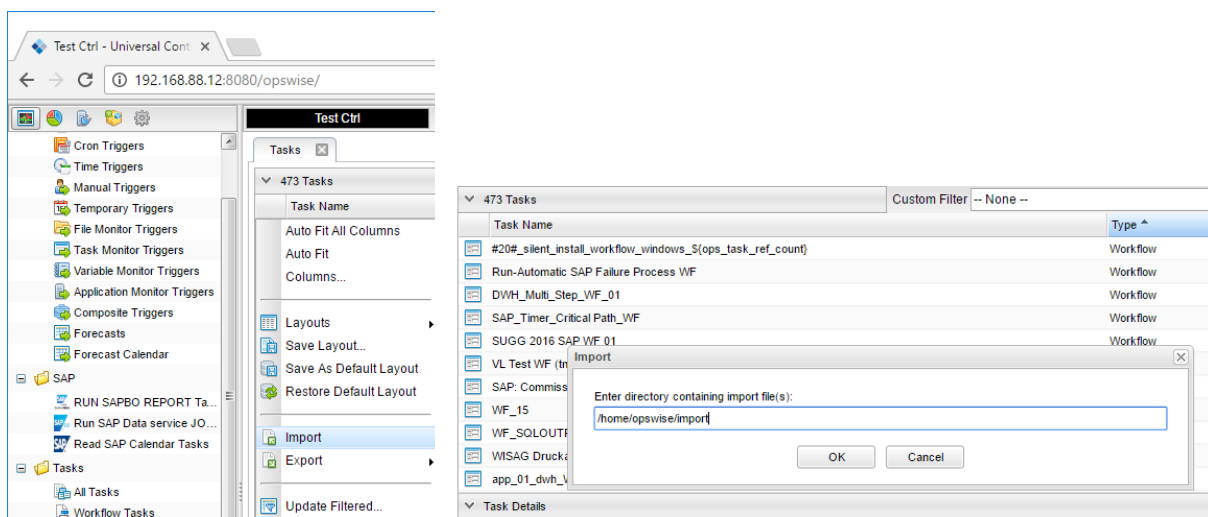 Test Ctrl - Universal Cont
192.168.88.12:8080/opswise/
Test Ctrl
Cron Triggers
Time Triggers
Manual Triggers
Temporary Triggers
File Monitor Triggers
Task Monitor Triggers
Variable Monitor Triggers
Application Monitor Triggers
Composite Triggers
Forecasts
Forecast Calendar
SAP
RUN SAPBO REPORT Ta...
Run SAP Data service JO...
Read SAP Calendar Tasks
Tasks
All Tasks
Workflow Tasks
Tasks
473 Tasks
Task Name
Auto Fit All Columns
Auto Fit
Columns...
Layouts
Save Layout...
Save As Default Layout
Restore Default Layout
Import
Export
Update Filtered...
473 Tasks
Custom Filter -- None --
Task Name Type
#20#_silent_install_workflow_windows_${ops_task_ref_count} Workflow
Run-Automatic SAP Failure Process WF Workflow
DWH_Multi_Step_WF_01 Workflow
SAP_Timer_Critical Path_WF Workflow
SUGG 2016 SAP WF 01 Workflow
VL Test WF (tn
SAP: Commiss
WF_15
WF_SQLOUTF
WISAG Drucka
app_01_dwh_V
Import
Enter directory containing import file(s):
/home/opswise/import
OK Cancel
Task Details